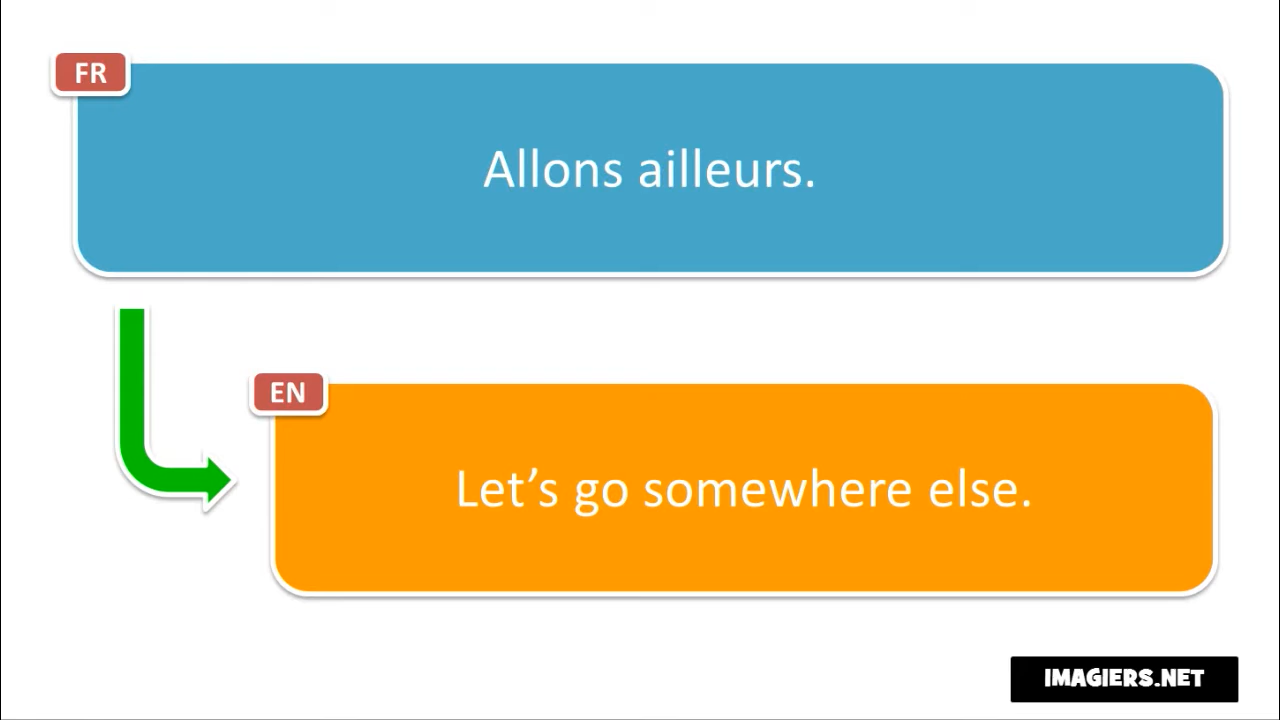 FR
Allons ailleurs.
EN
Let’s go somewhere else.
IMAGIERS.NET